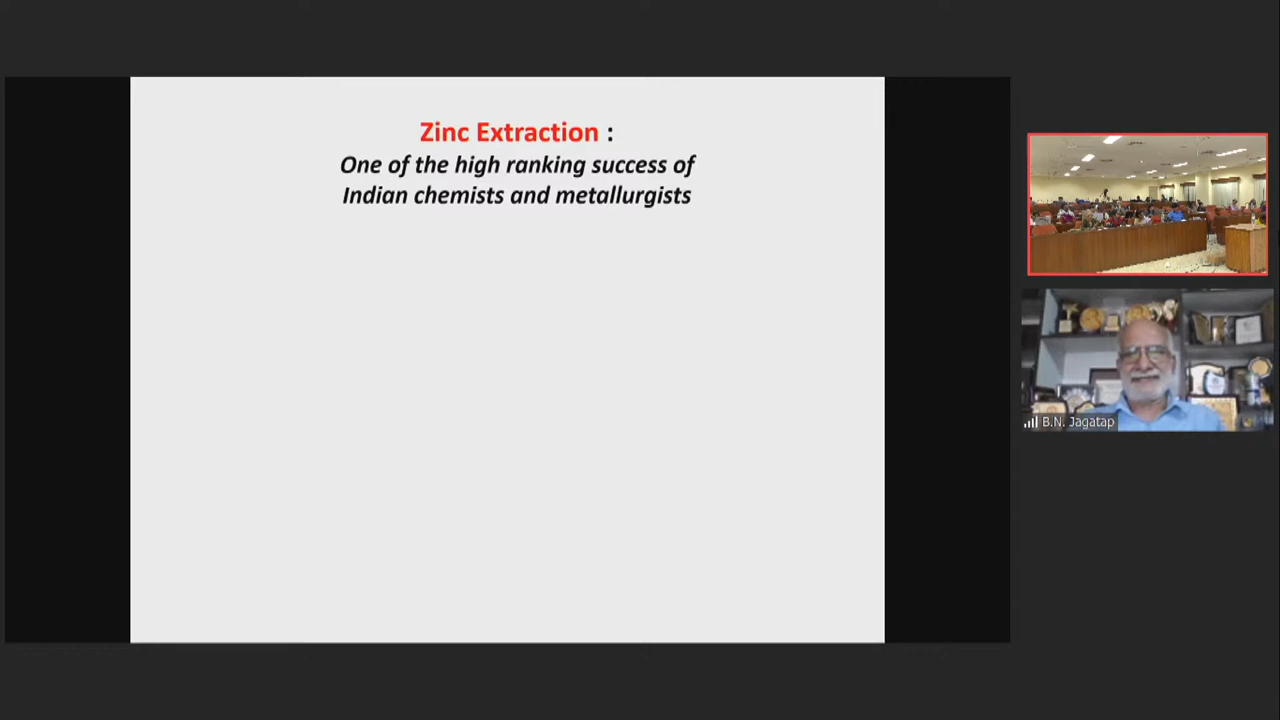 Zinc Extraction :
One of the high ranking success of
Indian chemists and metallurgists
B.N. Jagatap